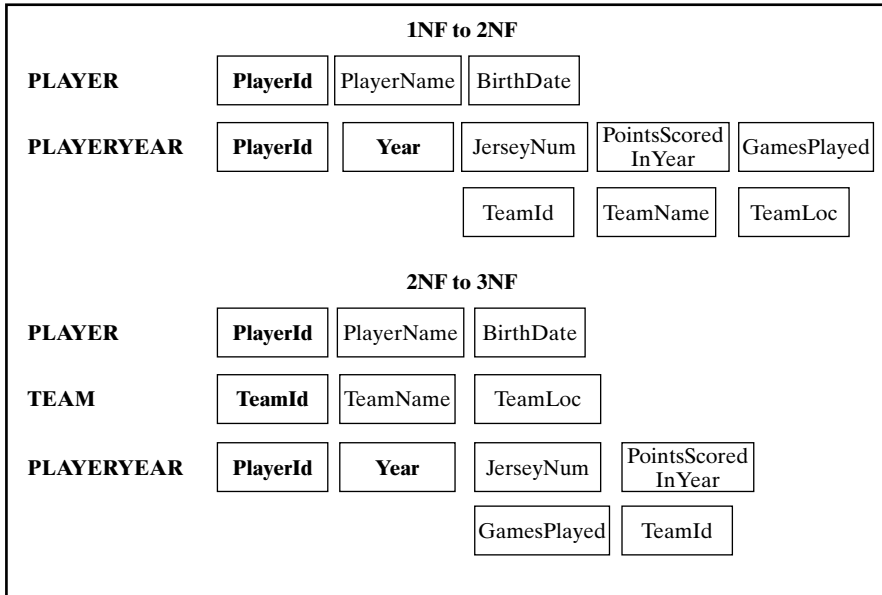 1NF to 2NF
PLAYER PlayerId PlayerName BirthDate
PLAYERYEAR PlayerId Year JerseyNum PointsScored InYear GamesPlayed
TeamId TeamName TeamLoc
2NF to 3NF
PLAYER PlayerId PlayerName BirthDate
TEAM TeamId TeamName TeamLoc
PLAYERYEAR PlayerId Year JerseyNum PointsScored InYear
GamesPlayed TeamId